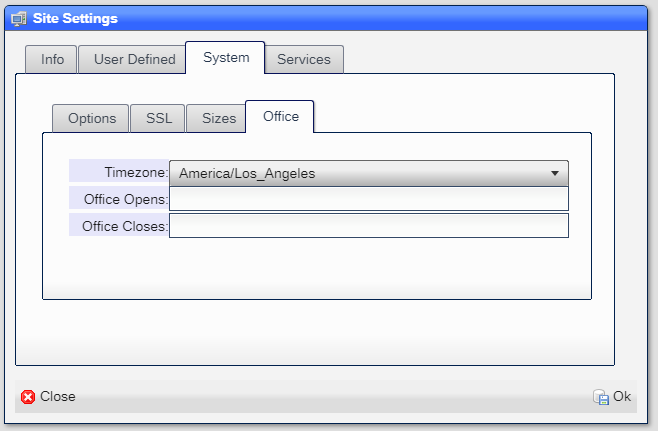 Site Settings
Info User Defined System Services
Options SSL Sizes Office
Timezone: America/Los_Angeles
Office Opens:
Office Closes:
Close Ok